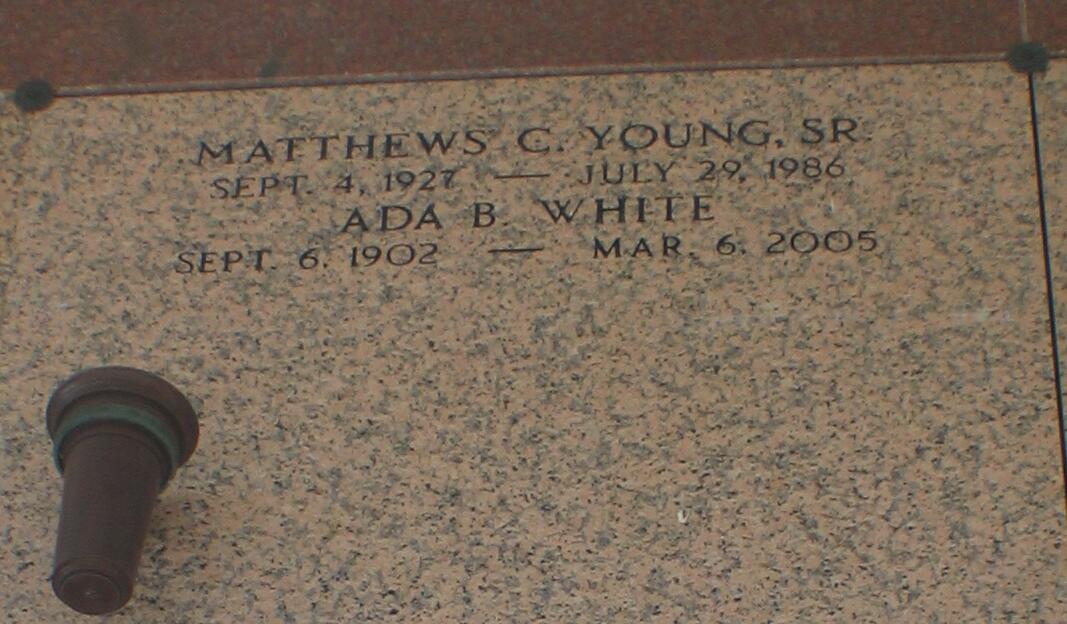 MATTHEWS C. YOUNG, SR.
SEPT. 4, 1927 — JULY 29, 1986
ADA B. WHITE
SEPT. 6, 1902 — MAR. 6, 2005